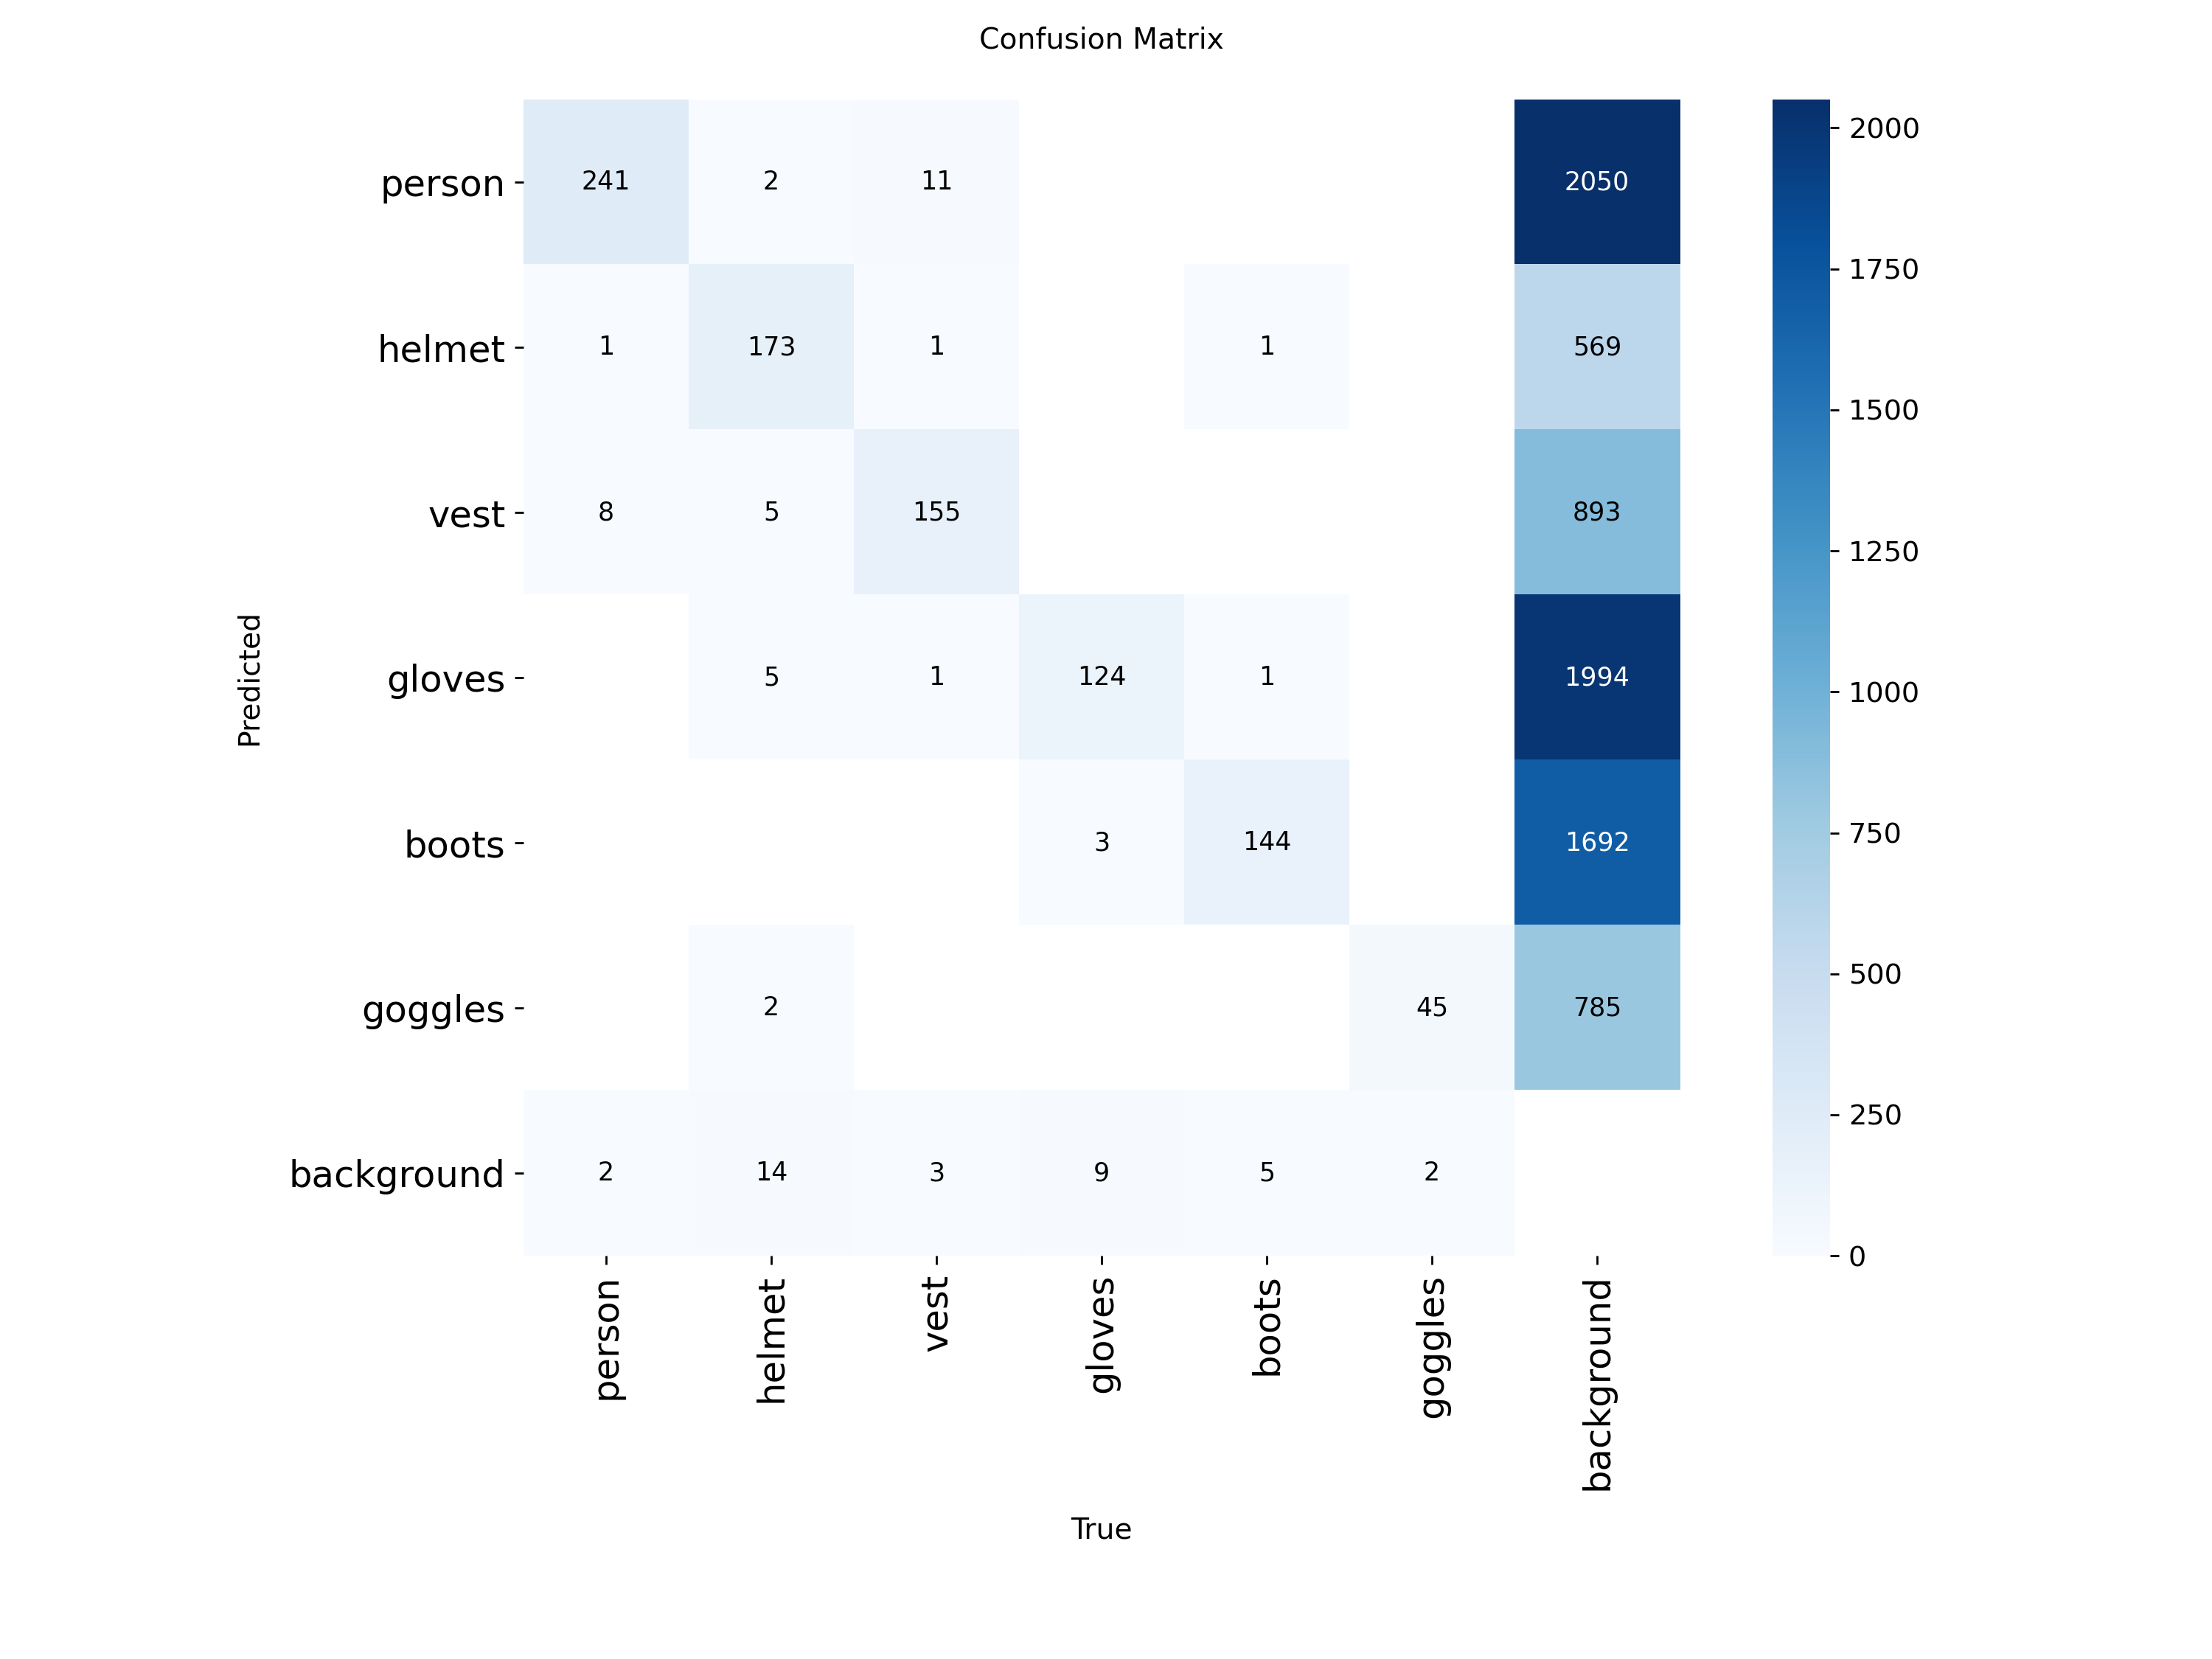 Confusion Matrix
person 241 2 11 2050
helmet 1 173 1 1 569
vest 8 5 155 893
gloves 5 1 124 1 1994
boots 3 144 1692
goggles 2 45 785
background 2 14 3 9 5 2
Predicted
person
helmet
vest
gloves
boots
goggles
background
True
2000
1750
1500
1250
1000
750
500
250
0